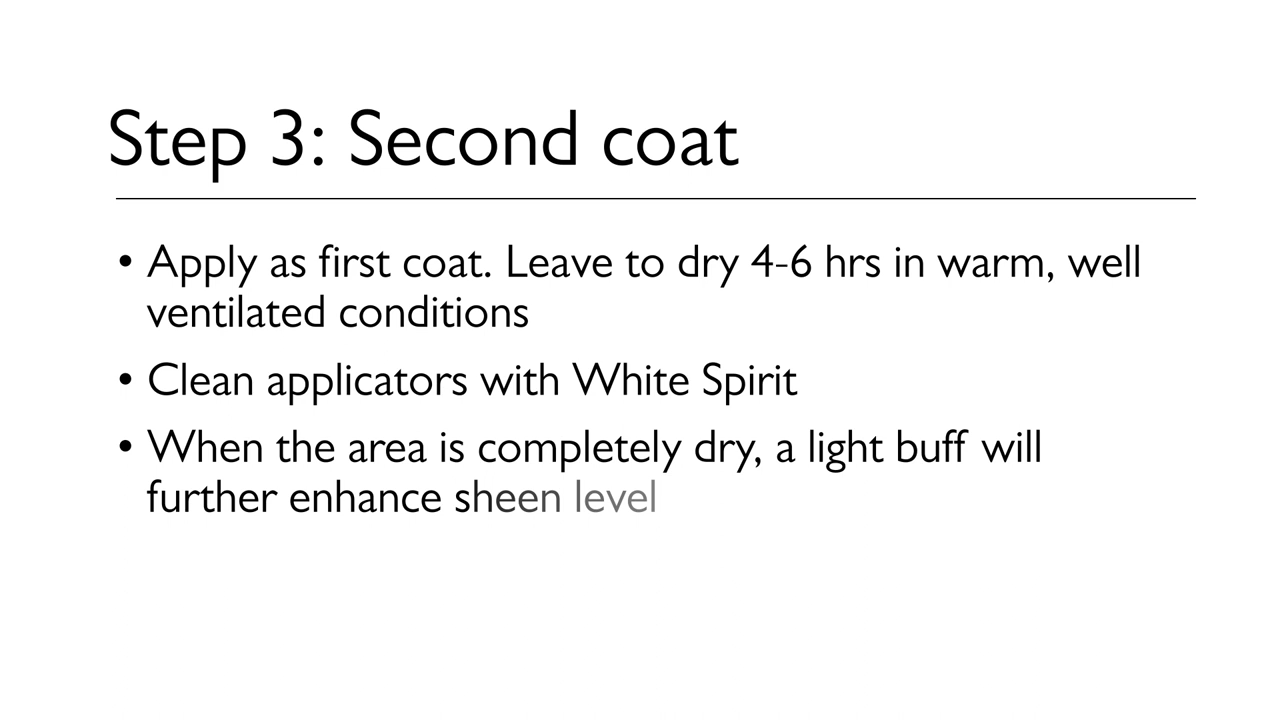 Step 3: Second coat
• Apply as first coat. Leave to dry 4-6 hrs in warm, well
ventilated conditions
• Clean applicators with White Spirit
• When the area is completely dry, a light buff will
further enhance sheen level